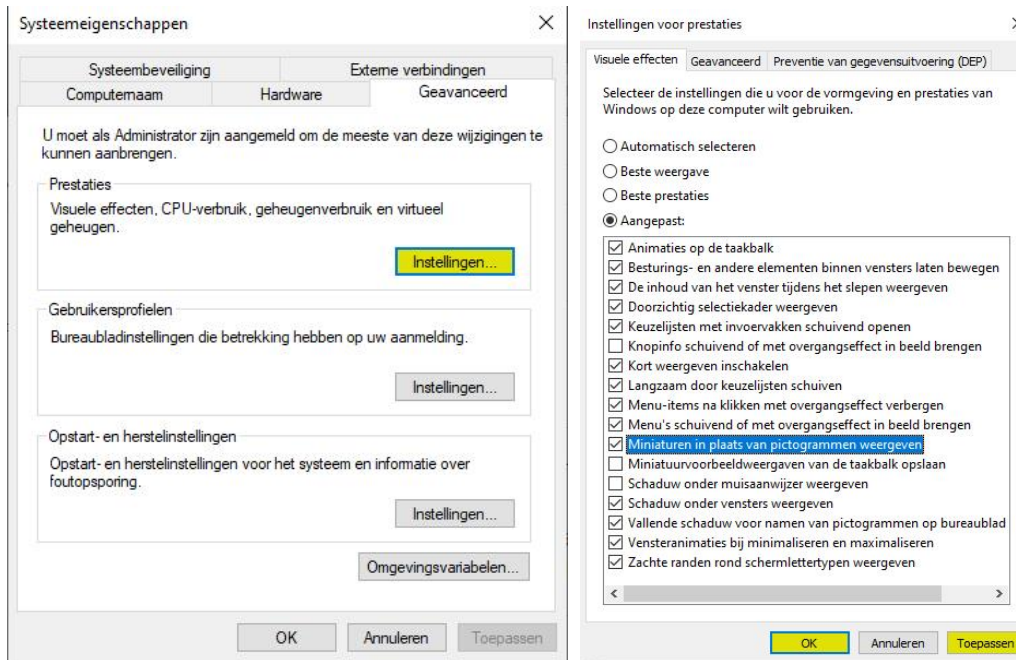 Systeemeigenschappen
Systeembeveiliging
Externe verbindingen
Computernaam
Hardware
Geavanceerd
U moet als Administrator zijn aangemeld om de meeste van deze wijzigingen te
kunnen aanbrengen.
Prestaties
Visuele effecten, CPU-verbruik, geheugenverbruik en virtueel
geheugen.
Instellingen...
Gebruikersprofielen
Bureaubladinstellingen die betrekking hebben op uw aanmelding.
Instellingen...
Opstart- en herstelinstellingen
Opstart- en herstelinstellingen voor het systeem en informatie over
foutopsporing.
Instellingen...
Omgevingsvariabelen...
OK
Annuleren
Toepassen
Instellingen voor prestaties
Visuele effecten
Geavanceerd
Preventie van gegevensuitvoering (DEP)
Selecteer de instellingen die u voor de vormgeving en prestaties van
Windows op deze computer wilt gebruiken.
Automatisch selecteren
Beste weergave
Beste prestaties
Aangepast:
Animaties op de taakbalk
Besturings- en andere elementen binnen vensters laten bewegen
De inhoud van het venster tijdens het slepen weergeven
Doorzichtig selectiekader weergeven
Keuzelijsten met invoervakken schuivend openen
Knopinfo schuivend of met overgangseffect in beeld brengen
Kort weergeven inschakelen
Langzaam door keuzelijsten schuiven
Menu-items na klikken met overgangseffect verbergen
Menu's schuivend of met overgangseffect in beeld brengen
Miniaturen in plaats van pictogrammen weergeven
Miniatuurvoorbeeldweergaven van de taakbalk opslaan
Schaduw onder muisaanwijzer weergeven
Schaduw onder vensters weergeven
Vallende schaduw voor namen van pictogrammen op bureaublad
Vensteranimaties bij minimaliseren en maximaliseren
Zachte randen rond schermlettertypen weergeven
OK
Annuleren
Toepassen